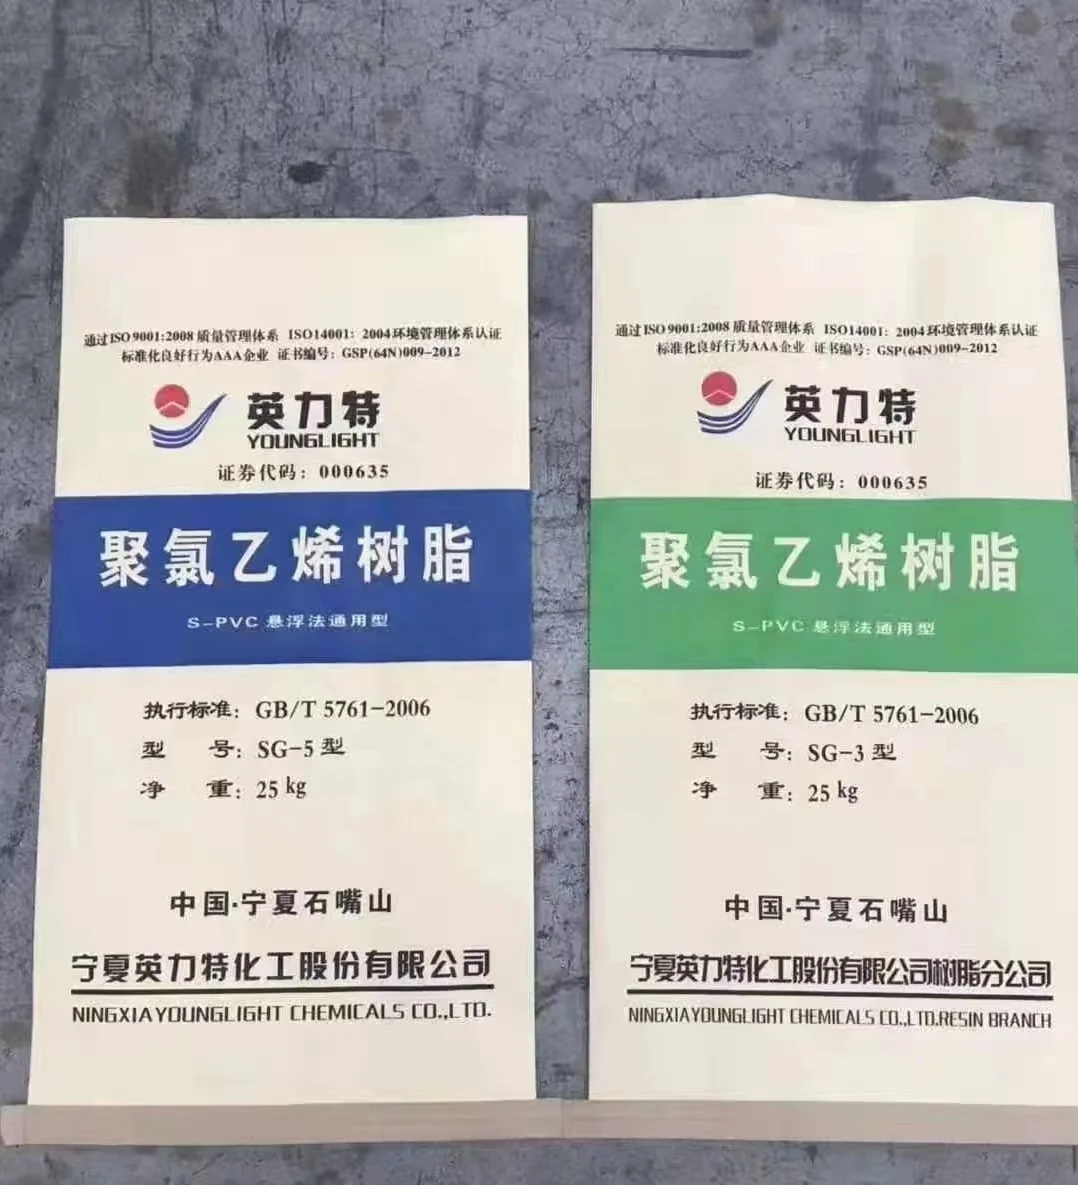 通过ISO 9001:2008 质量管理体系 ISO14001: 2004 环境管理体系认证
标准化良好行为AAA企业 证书编号: GSP(64N)009-2012
英力特
YOUNGLIGHT
证券代码: 000635
聚氯乙烯树脂
S-PVC 悬浮法通用型
执行标准: GB/T 5761-2006
型 号: SG-5 型
净 重: 25 kg
中国·宁夏石嘴山
宁夏英力特化工股份有限公司
NINGXIAYOUNGLIGHT CHEMICALS CO.,LTD.
通过 ISO 9001:2008 质量管理体系 ISO14001: 2004 环境管理体系认证
标准化良好行为AAA企业 证书编号: GSP(64N)009-2012
英力特
YOUNGLIGHT
证券代码: 000635
聚氯乙烯树脂
S-PVC 悬浮法通用型
执行标准: GB/T 5761-2006
型 号: SG-3 型
净 重: 25 kg
中国·宁夏石嘴山
宁夏英力特化工股份有限公司树脂分公司
NINGXIAYOUNGLIGHT CHEMICALS CO.,LTD.RESIN BRANCH